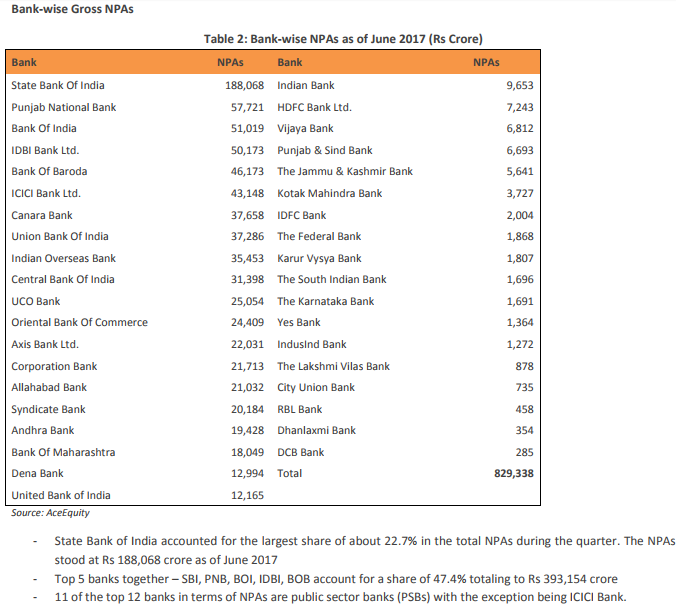 Bank-wise Gross NPAs
Table 2: Bank-wise NPAs as of June 2017 (Rs Crore)
Bank NPAs Bank NPAs
State Bank Of India 188,068 Indian Bank 9,653
Punjab National Bank 57,721 HDFC Bank Ltd. 7,243
Bank Of India 51,019 Vijaya Bank 6,812
IDBI Bank Ltd. 50,173 Punjab & Sind Bank 6,693
Bank Of Baroda 46,173 The Jammu & Kashmir Bank 5,641
ICICI Bank Ltd. 43,148 Kotak Mahindra Bank 3,727
Canara Bank 37,658 IDFC Bank 2,004
Union Bank Of India 37,286 The Federal Bank 1,868
Indian Overseas Bank 35,453 Karur Vysya Bank 1,807
Central Bank Of India 31,398 The South Indian Bank 1,696
UCO Bank 25,054 The Karnataka Bank 1,691
Oriental Bank Of Commerce 24,409 Yes Bank 1,364
Axis Bank Ltd. 22,031 IndusInd Bank 1,272
Corporation Bank 21,713 The Lakshmi Vilas Bank 878
Allahabad Bank 21,032 City Union Bank 735
Syndicate Bank 20,184 RBL Bank 458
Andhra Bank 19,428 Dhanlaxmi Bank 354
Bank Of Maharashtra 18,049 DCB Bank 285
Dena Bank 12,994 Total 829,338
United Bank of India 12,165
Source: AceEquity
- State Bank of India accounted for the largest share of about 22.7% in the total NPAs during the quarter. The NPAs
stood at Rs 188,068 crore as of June 2017
- Top 5 banks together – SBI, PNB, BOI, IDBI, BOB account for a share of 47.4% totaling to Rs 393,154 crore
- 11 of the top 12 banks in terms of NPAs are public sector banks (PSBs) with the exception being ICICI Bank.